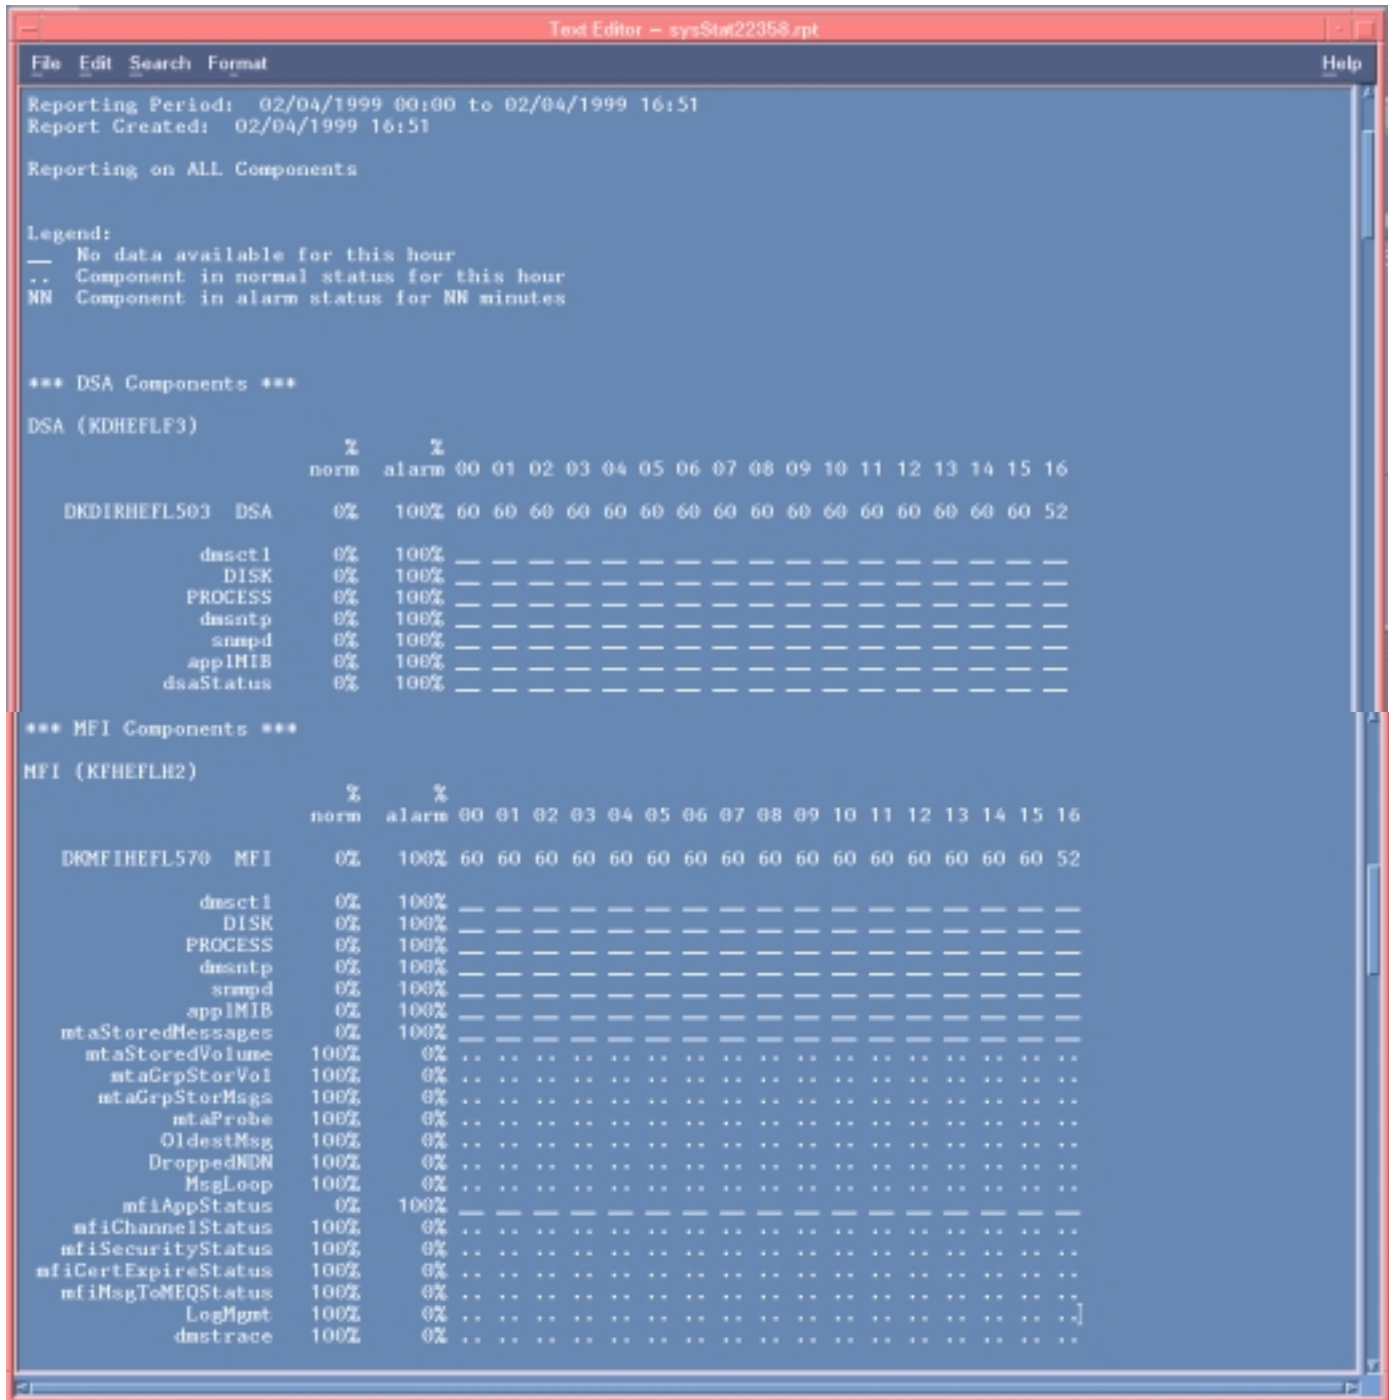 Text Editor – sysStat22358.rpt
File Edit Search Format Help
Reporting Period: 02/04/1999 00:00 to 02/04/1999 16:51
Report Created: 02/04/1999 16:51
Reporting on ALL Components
Legend:
__ No data available for this hour
.. Component in normal status for this hour
NN Component in alarm status for NN minutes
*** DSA Components ***
DSA (KDHEFLF3)
% %
norm alarm 00 01 02 03 04 05 06 07 08 09 10 11 12 13 14 15 16
DKDIRHEFL503 DSA 0% 100% 60 60 60 60 60 60 60 60 60 60 60 60 60 60 60 60 52
dmsctl 0% 100% __ __ __ __ __ __ __ __ __ __ __ __ __ __ __ __ __
DISK 0% 100% __ __ __ __ __ __ __ __ __ __ __ __ __ __ __ __ __
PROCESS 0% 100% __ __ __ __ __ __ __ __ __ __ __ __ __ __ __ __ __
dmsntp 0% 100% __ __ __ __ __ __ __ __ __ __ __ __ __ __ __ __ __
snmpd 0% 100% __ __ __ __ __ __ __ __ __ __ __ __ __ __ __ __ __
applMIB 0% 100% __ __ __ __ __ __ __ __ __ __ __ __ __ __ __ __ __
dsaStatus 0% 100% __ __ __ __ __ __ __ __ __ __ __ __ __ __ __ __ __
*** MFI Components ***
MFI (KFHEFLH2)
% %
norm alarm 00 01 02 03 04 05 06 07 08 09 10 11 12 13 14 15 16
DKMFIHEFL570 MFI 0% 100% 60 60 60 60 60 60 60 60 60 60 60 60 60 60 60 60 52
dmsctl 0% 100% __ __ __ __ __ __ __ __ __ __ __ __ __ __ __ __ __
DISK 0% 100% __ __ __ __ __ __ __ __ __ __ __ __ __ __ __ __ __
PROCESS 0% 100% __ __ __ __ __ __ __ __ __ __ __ __ __ __ __ __ __
dmsntp 0% 100% __ __ __ __ __ __ __ __ __ __ __ __ __ __ __ __ __
snmpd 0% 100% __ __ __ __ __ __ __ __ __ __ __ __ __ __ __ __ __
applMIB 0% 100% __ __ __ __ __ __ __ __ __ __ __ __ __ __ __ __ __
mtaStoredMessages 0% 100% __ __ __ __ __ __ __ __ __ __ __ __ __ __ __ __ __
mtaStoredVolume 100% 0% .. .. .. .. .. .. .. .. .. .. .. .. .. .. .. .. ..
mtaGrpStorVol 100% 0% .. .. .. .. .. .. .. .. .. .. .. .. .. .. .. .. ..
mtaGrpStorMsgs 100% 0% .. .. .. .. .. .. .. .. .. .. .. .. .. .. .. .. ..
mtaProbe 100% 0% .. .. .. .. .. .. .. .. .. .. .. .. .. .. .. .. ..
OldestMsg 100% 0% .. .. .. .. .. .. .. .. .. .. .. .. .. .. .. .. ..
DroppedNDN 100% 0% .. .. .. .. .. .. .. .. .. .. .. .. .. .. .. .. ..
MsgLoop 100% 0% .. .. .. .. .. .. .. .. .. .. .. .. .. .. .. .. ..
mfiAppStatus 0% 100% __ __ __ __ __ __ __ __ __ __ __ __ __ __ __ __ __
mfiChannelStatus 100% 0% .. .. .. .. .. .. .. .. .. .. .. .. .. .. .. .. ..
mfiSecurityStatus 100% 0% .. .. .. .. .. .. .. .. .. .. .. .. .. .. .. .. ..
mfiCertExpireStatus 100% 0% .. .. .. .. .. .. .. .. .. .. .. .. .. .. .. .. ..
mfiMsgToMEQStatus 100% 0% .. .. .. .. .. .. .. .. .. .. .. .. .. .. .. .. ..
LogMgmt 100% 0% .. .. .. .. .. .. .. .. .. .. .. .. .. .. .. .. ..
dmstrace 100% 0% .. .. .. .. .. .. .. .. .. .. .. .. .. .. .. .. ..